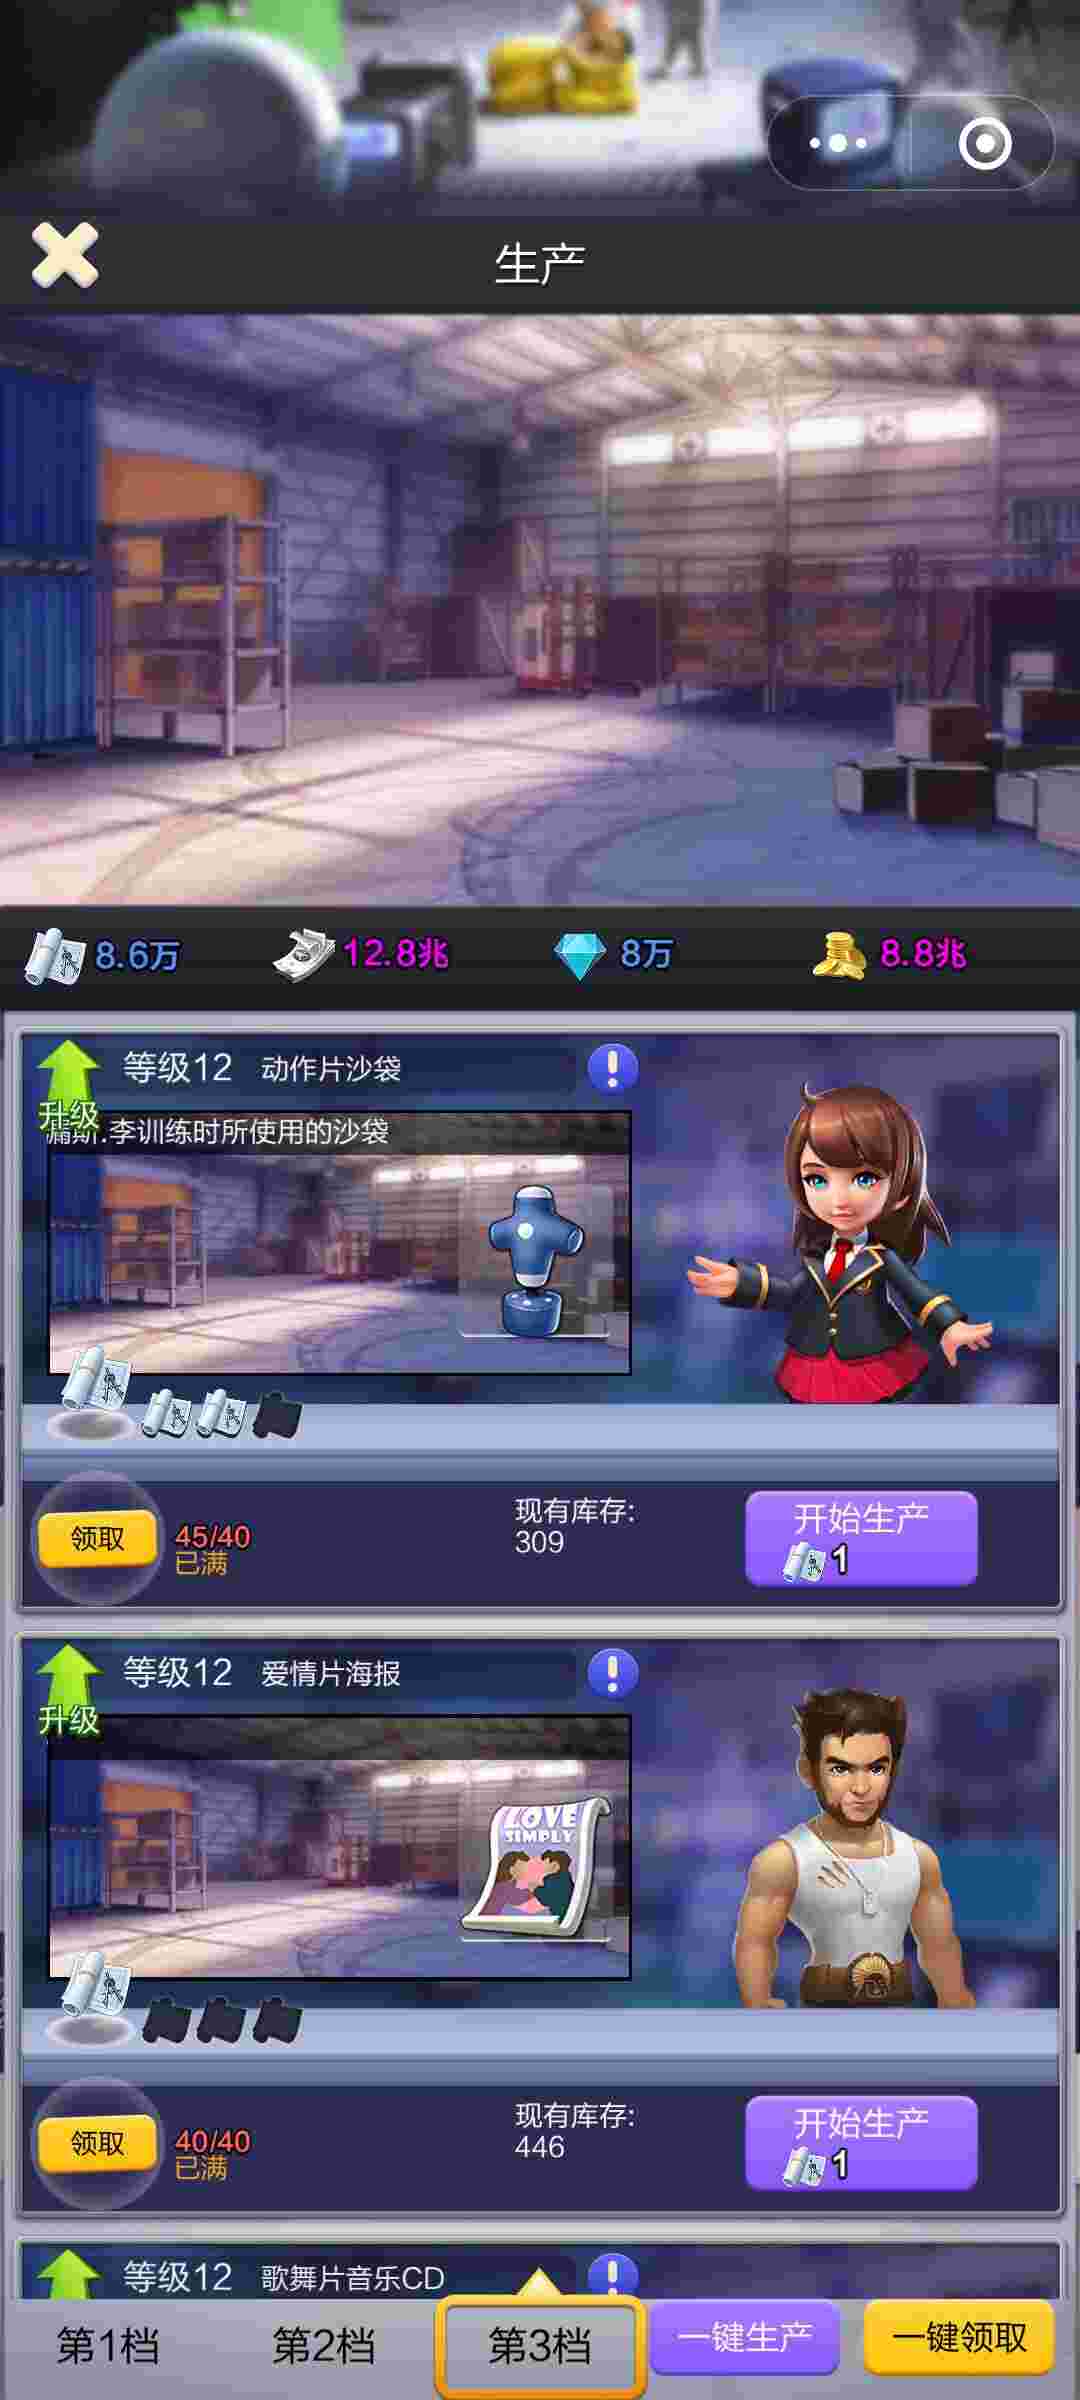 生产
8.6万
12.8兆
8万
8.8兆
等级12 动作片沙袋
升级
.李训练时所使用的沙袋
领取
45/40
已满
现有库存:
309
开始生产
1
等级12 爱情片海报
升级
LOVE
SIMPLY
领取
40/40
已满
现有库存:
446
开始生产
1
等级12 歌舞片音乐CD
第1档
第2档
第3档
一键生产
一键领取